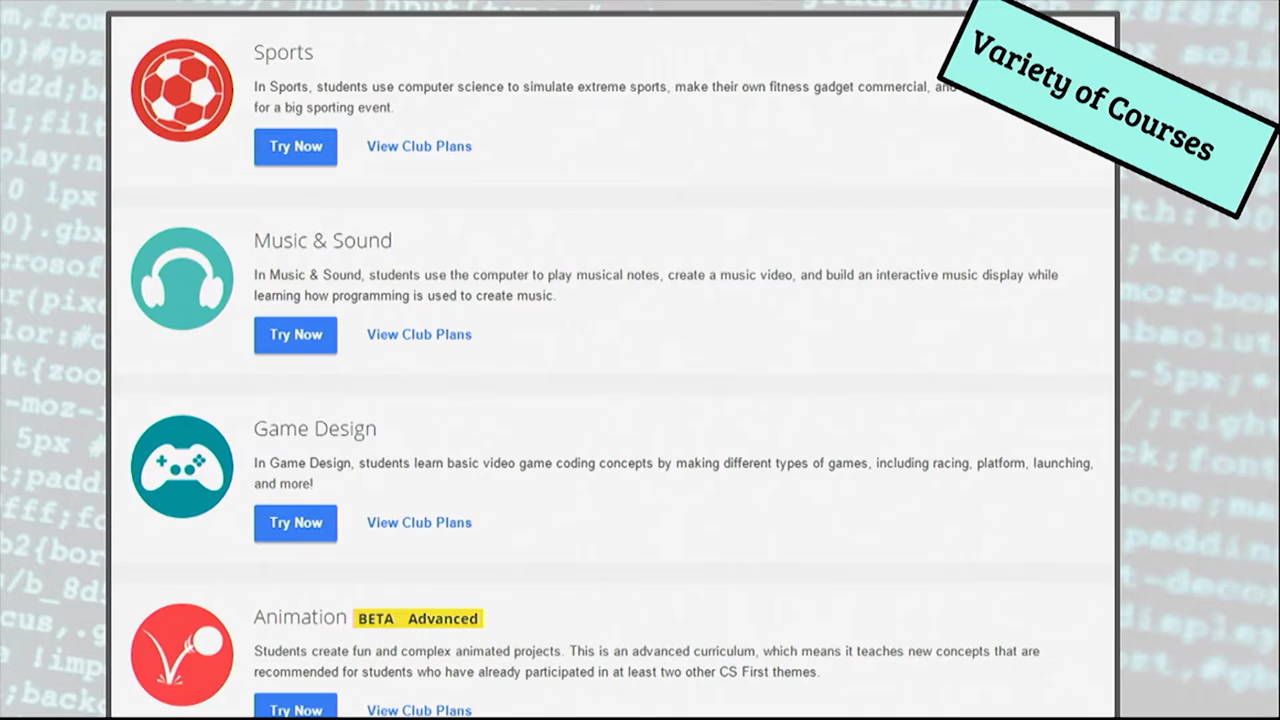 Variety of Courses
Sports
In Sports, students use computer science to simulate extreme sports, make their own fitness gadget commercial, and
for a big sporting event.
Try Now View Club Plans
Music & Sound
In Music & Sound, students use the computer to play musical notes, create a music video, and build an interactive music display while
learning how programming is used to create music.
Try Now View Club Plans
Game Design
In Game Design, students learn basic video game coding concepts by making different types of games, including racing, platform, launching,
and more!
Try Now View Club Plans
Animation BETA Advanced
Students create fun and complex animated projects. This is an advanced curriculum, which means it teaches new concepts that are
recommended for students who have already participated in at least two other CS First themes.
Try Now View Club Plans